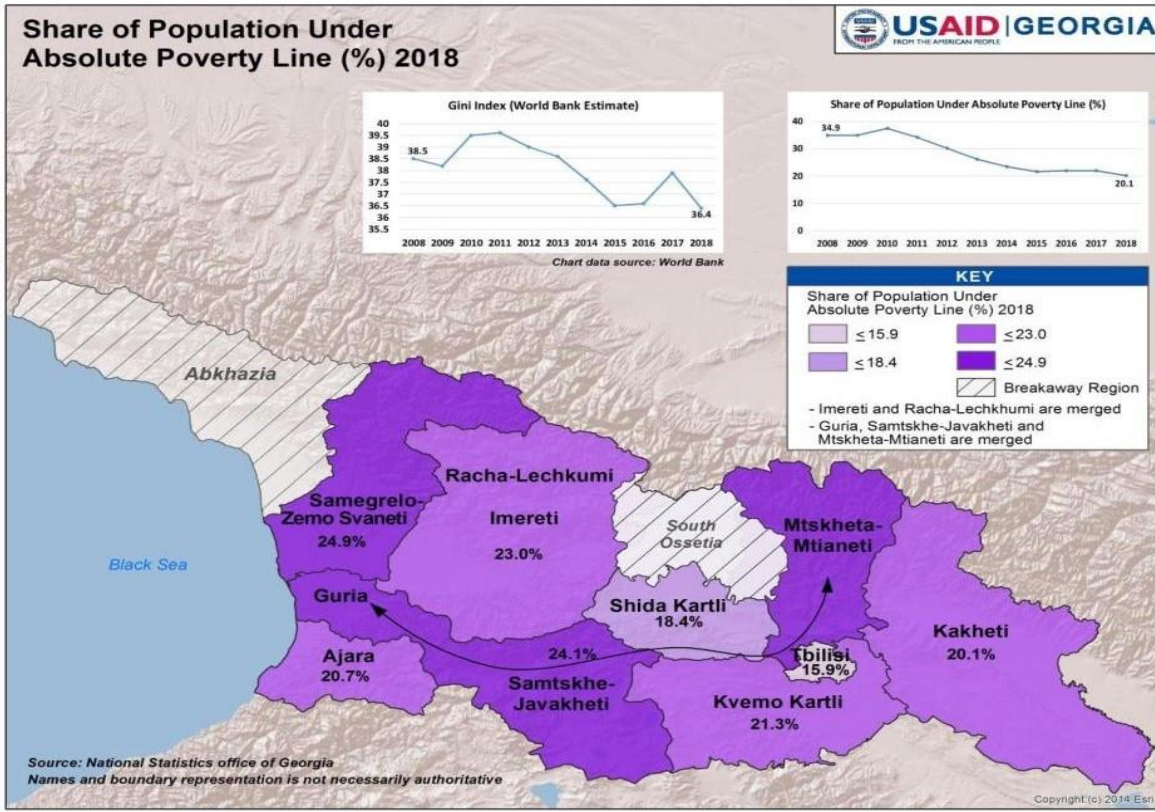 Share of Population Under
Absolute Poverty Line (%) 2018
USAID | GEORGIA
FROM THE AMERICAN PEOPLE
Gini Index (World Bank Estimate)
40
39.5
39
38.5
38
37.5
37
36.5
36
35.5
38.5
36.4
2008 2009 2010 2011 2012 2013 2014 2015 2016 2017 2018
Chart data source: World Bank
Share of Population Under Absolute Poverty Line (%)
40
30
20
10
0
34.9
20.1
2008 2009 2010 2011 2012 2013 2014 2015 2016 2017 2018
KEY
Share of Population Under
Absolute Poverty Line (%) 2018
≤15.9 ≤23.0
≤18.4 ≤24.9
Breakaway Region
- Imereti and Racha-Lechkhumi are merged
- Guria, Samtskhe-Javakheti and
Mtskheta-Mtianeti are merged
Abkhazia
Racha-Lechkumi
Samegrelo-
Zemo Svaneti
24.9%
Imereti
23.0%
South
Ossetia
Mtskheta-
Mtianeti
Black Sea
Guria
Shida Kartli
18.4%
Kakheti
20.1%
Ajara
20.7%
24.1%
Tbilisi
15.9%
Samtskhe-
Javakheti
Kvemo Kartli
21.3%
Source: National Statistics office of Georgia
Names and boundary representation is not necessarily authoritative
Copyright:(c) 2014 Esri